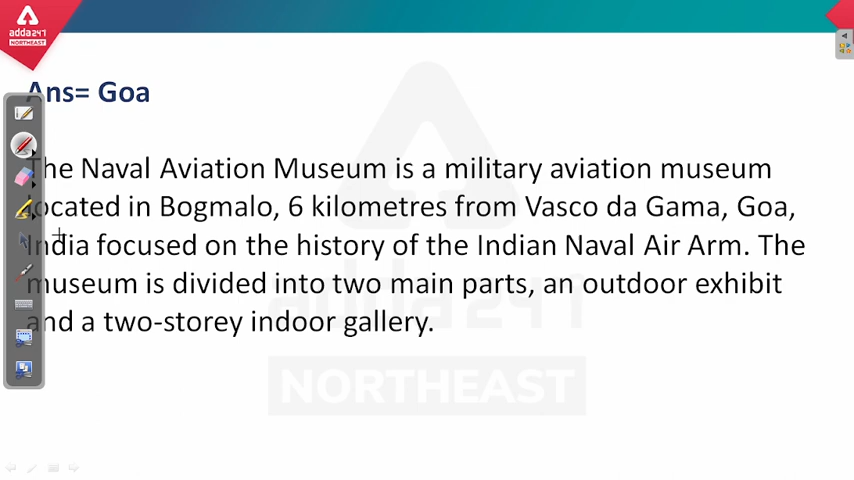 adda247
NORTHEAST
Ans= Goa
The Naval Aviation Museum is a military aviation museum
located in Bogmalo, 6 kilometres from Vasco da Gama, Goa,
India focused on the history of the Indian Naval Air Arm. The
museum is divided into two main parts, an outdoor exhibit
and a two-storey indoor gallery.
adda247
NORTHEAST